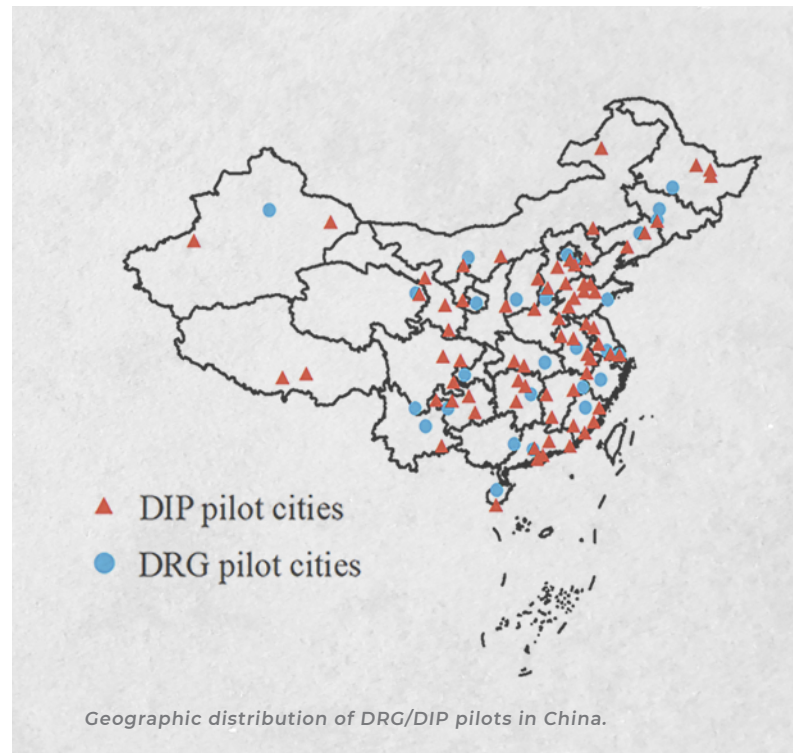 DIP pilot cities
DRG pilot cities
Geographic distribution of DRG/DIP pilots in China.